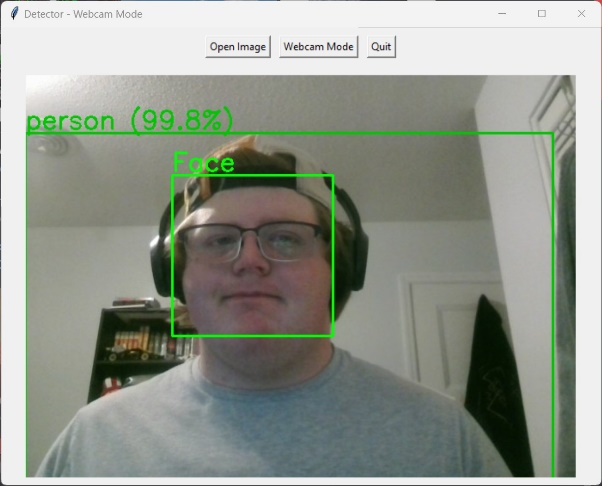 Detector - Webcam Mode
Open Image Webcam Mode Quit
person (99.8%)
Face